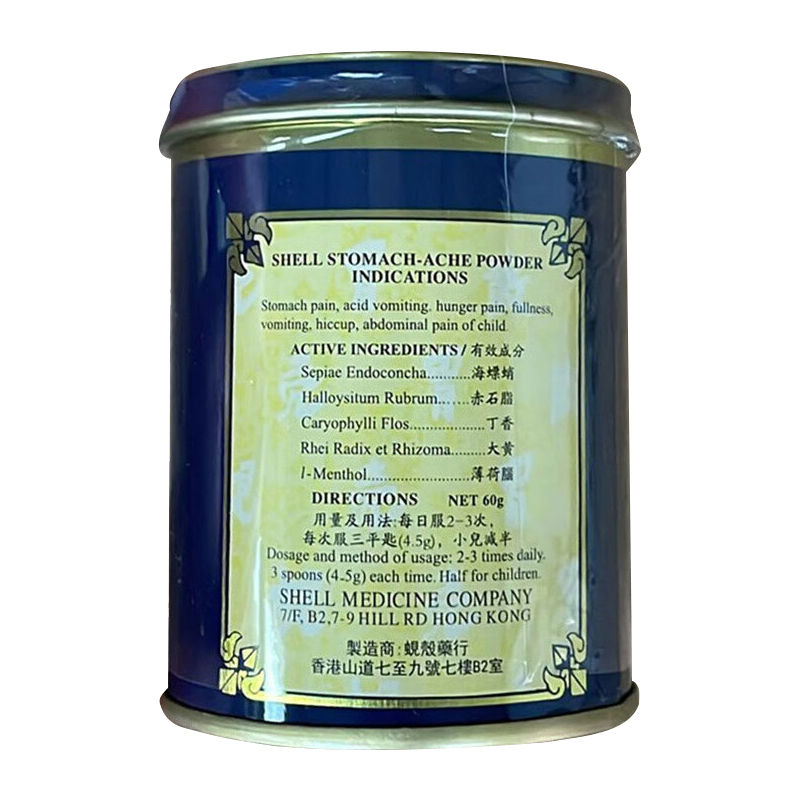 SHELL STOMACH-ACHE POWDER
INDICATIONS
Stomach pain, acid vomiting. hunger pain, fullness,
vomiting, hiccup, abdominal pain of child.
ACTIVE INGREDIENTS / 有效成分
Sepiae Endoconcha...........海螵蛸
Halloysitum Rubrum.......赤石脂
Caryophylli Flos...................丁香
Rhei Radix et Rhizoma.........大黃
l-Menthol..........................薄荷腦
DIRECTIONS NET 60g
用量及用法:每日服2-3次,
每次服三平匙(4.5g), 小兒減半
Dosage and method of usage: 2-3 times daily.
3 spoons (4.5g) each time. Half for children.
SHELL MEDICINE COMPANY
7/F, B2,7-9 HILL RD HONG KONG
製造商:蜆殼藥行
香港山道七至九號七樓B2室